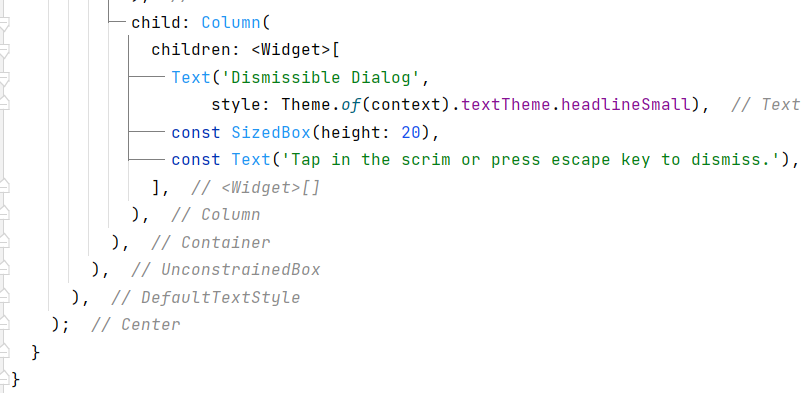 child: Column(
children: <Widget>[
Text('Dismissible Dialog',
style: Theme.of(context).textTheme.headlineSmall), // Text
const SizedBox(height: 20),
const Text('Tap in the scrim or press escape key to dismiss.'),
], // <Widget>[]
), // Column
), // Container
), // UnconstrainedBox
), // DefaultTextStyle
); // Center
}
}